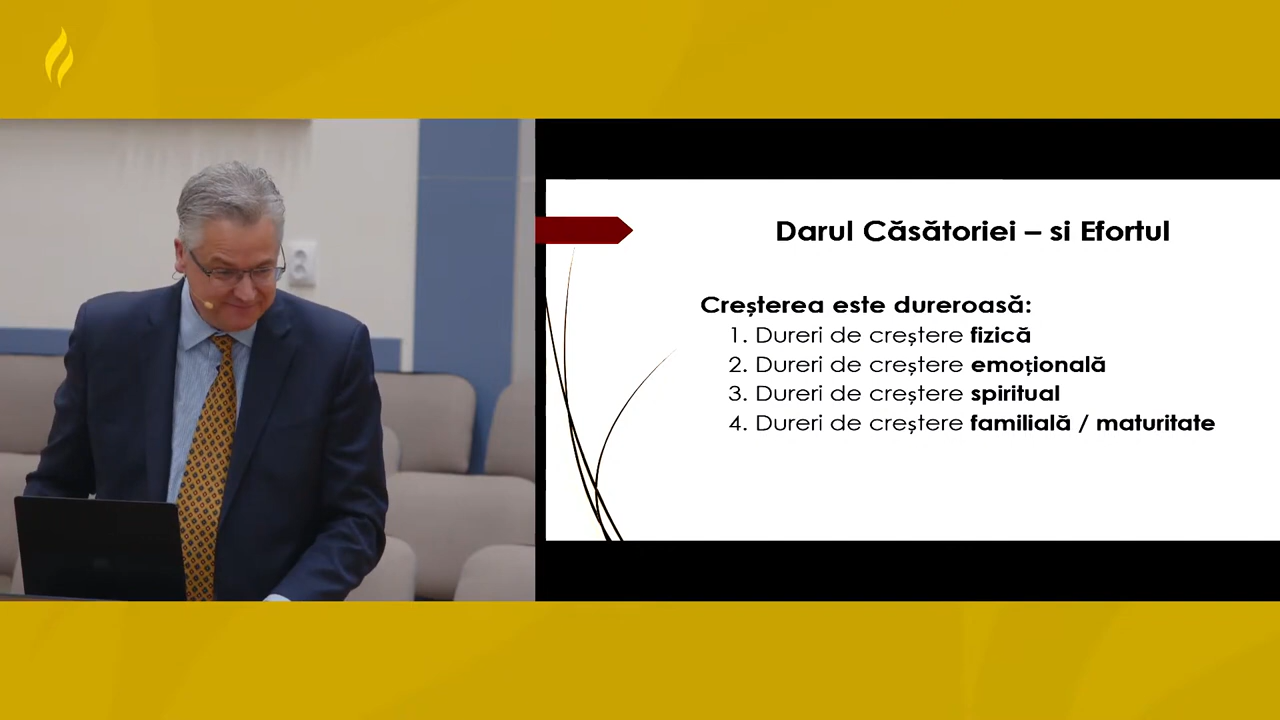 Darul Căsătoriei – si Efortul
Creșterea este dureroasă:
1. Dureri de creștere fizică
2. Dureri de creștere emoțională
3. Dureri de creștere spiritual
4. Dureri de creștere familială / maturitate